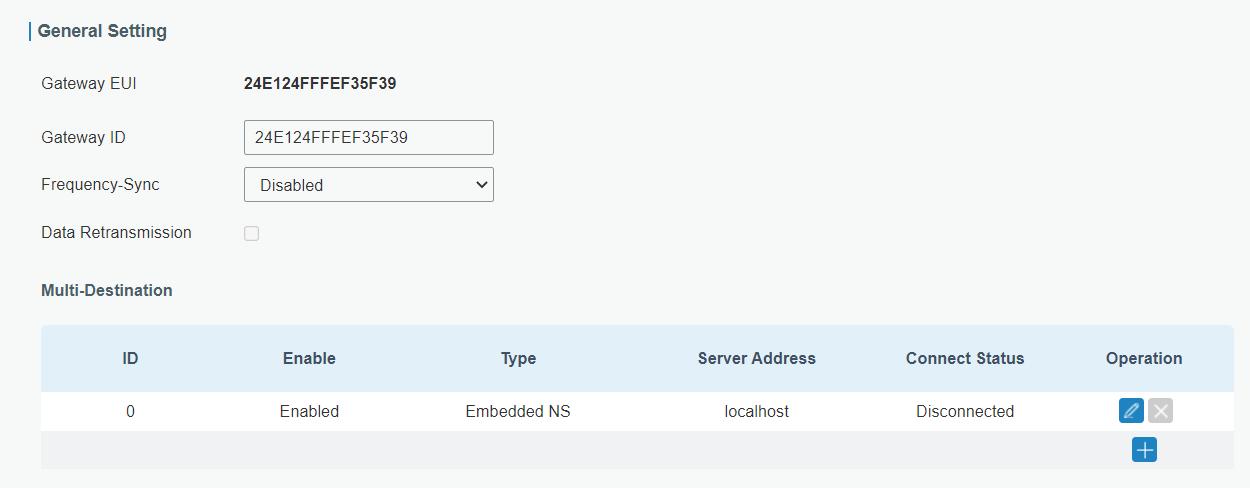 General Setting
Gateway EUI 24E124FFFEF35F39
Gateway ID 24E124FFFEF35F39
Frequency-Sync Disabled
Data Retransmission
Multi-Destination
ID Enable Type Server Address Connect Status Operation
0 Enabled Embedded NS localhost Disconnected